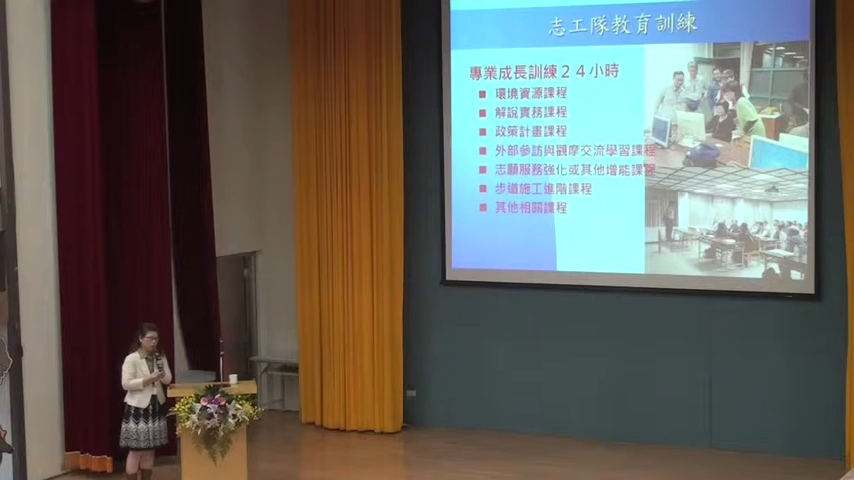 志工隊教育訓練
專業成長訓練２４小時
■ 環境資源課程
■ 解說實務課程
■ 政策計畫課程
■ 外部參訪與觀摩交流學習課程
■ 志願服務強化或其他增能課程
■ 步道施工進階課程
■ 其他相關課程